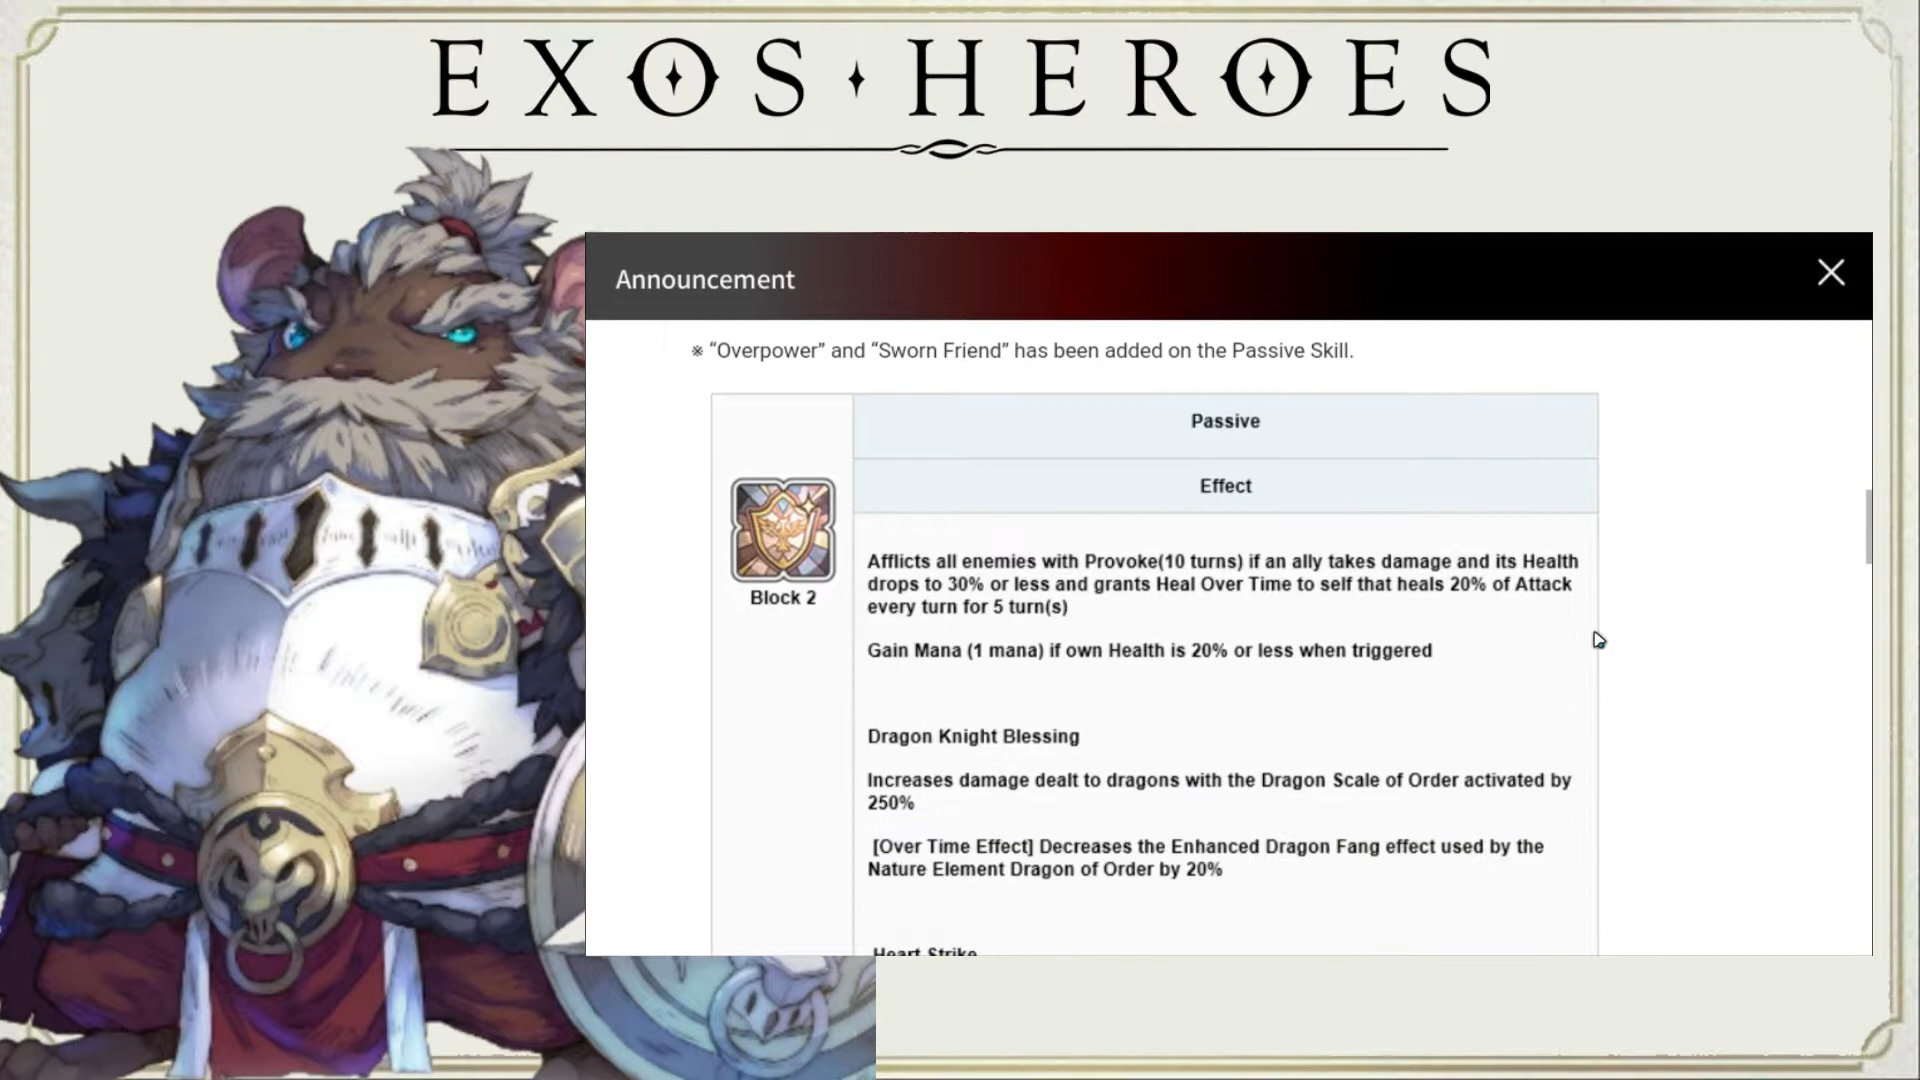 EXOS·HEROES
Announcement
※ “Overpower” and “Sworn Friend” has been added on the Passive Skill.
Passive
Effect
Block 2
Afflicts all enemies with Provoke(10 turns) if an ally takes damage and its Health
drops to 30% or less and grants Heal Over Time to self that heals 20% of Attack
every turn for 5 turn(s)
Gain Mana (1 mana) if own Health is 20% or less when triggered
Dragon Knight Blessing
Increases damage dealt to dragons with the Dragon Scale of Order activated by
250%
[Over Time Effect] Decreases the Enhanced Dragon Fang effect used by the
Nature Element Dragon of Order by 20%
Heart Strike